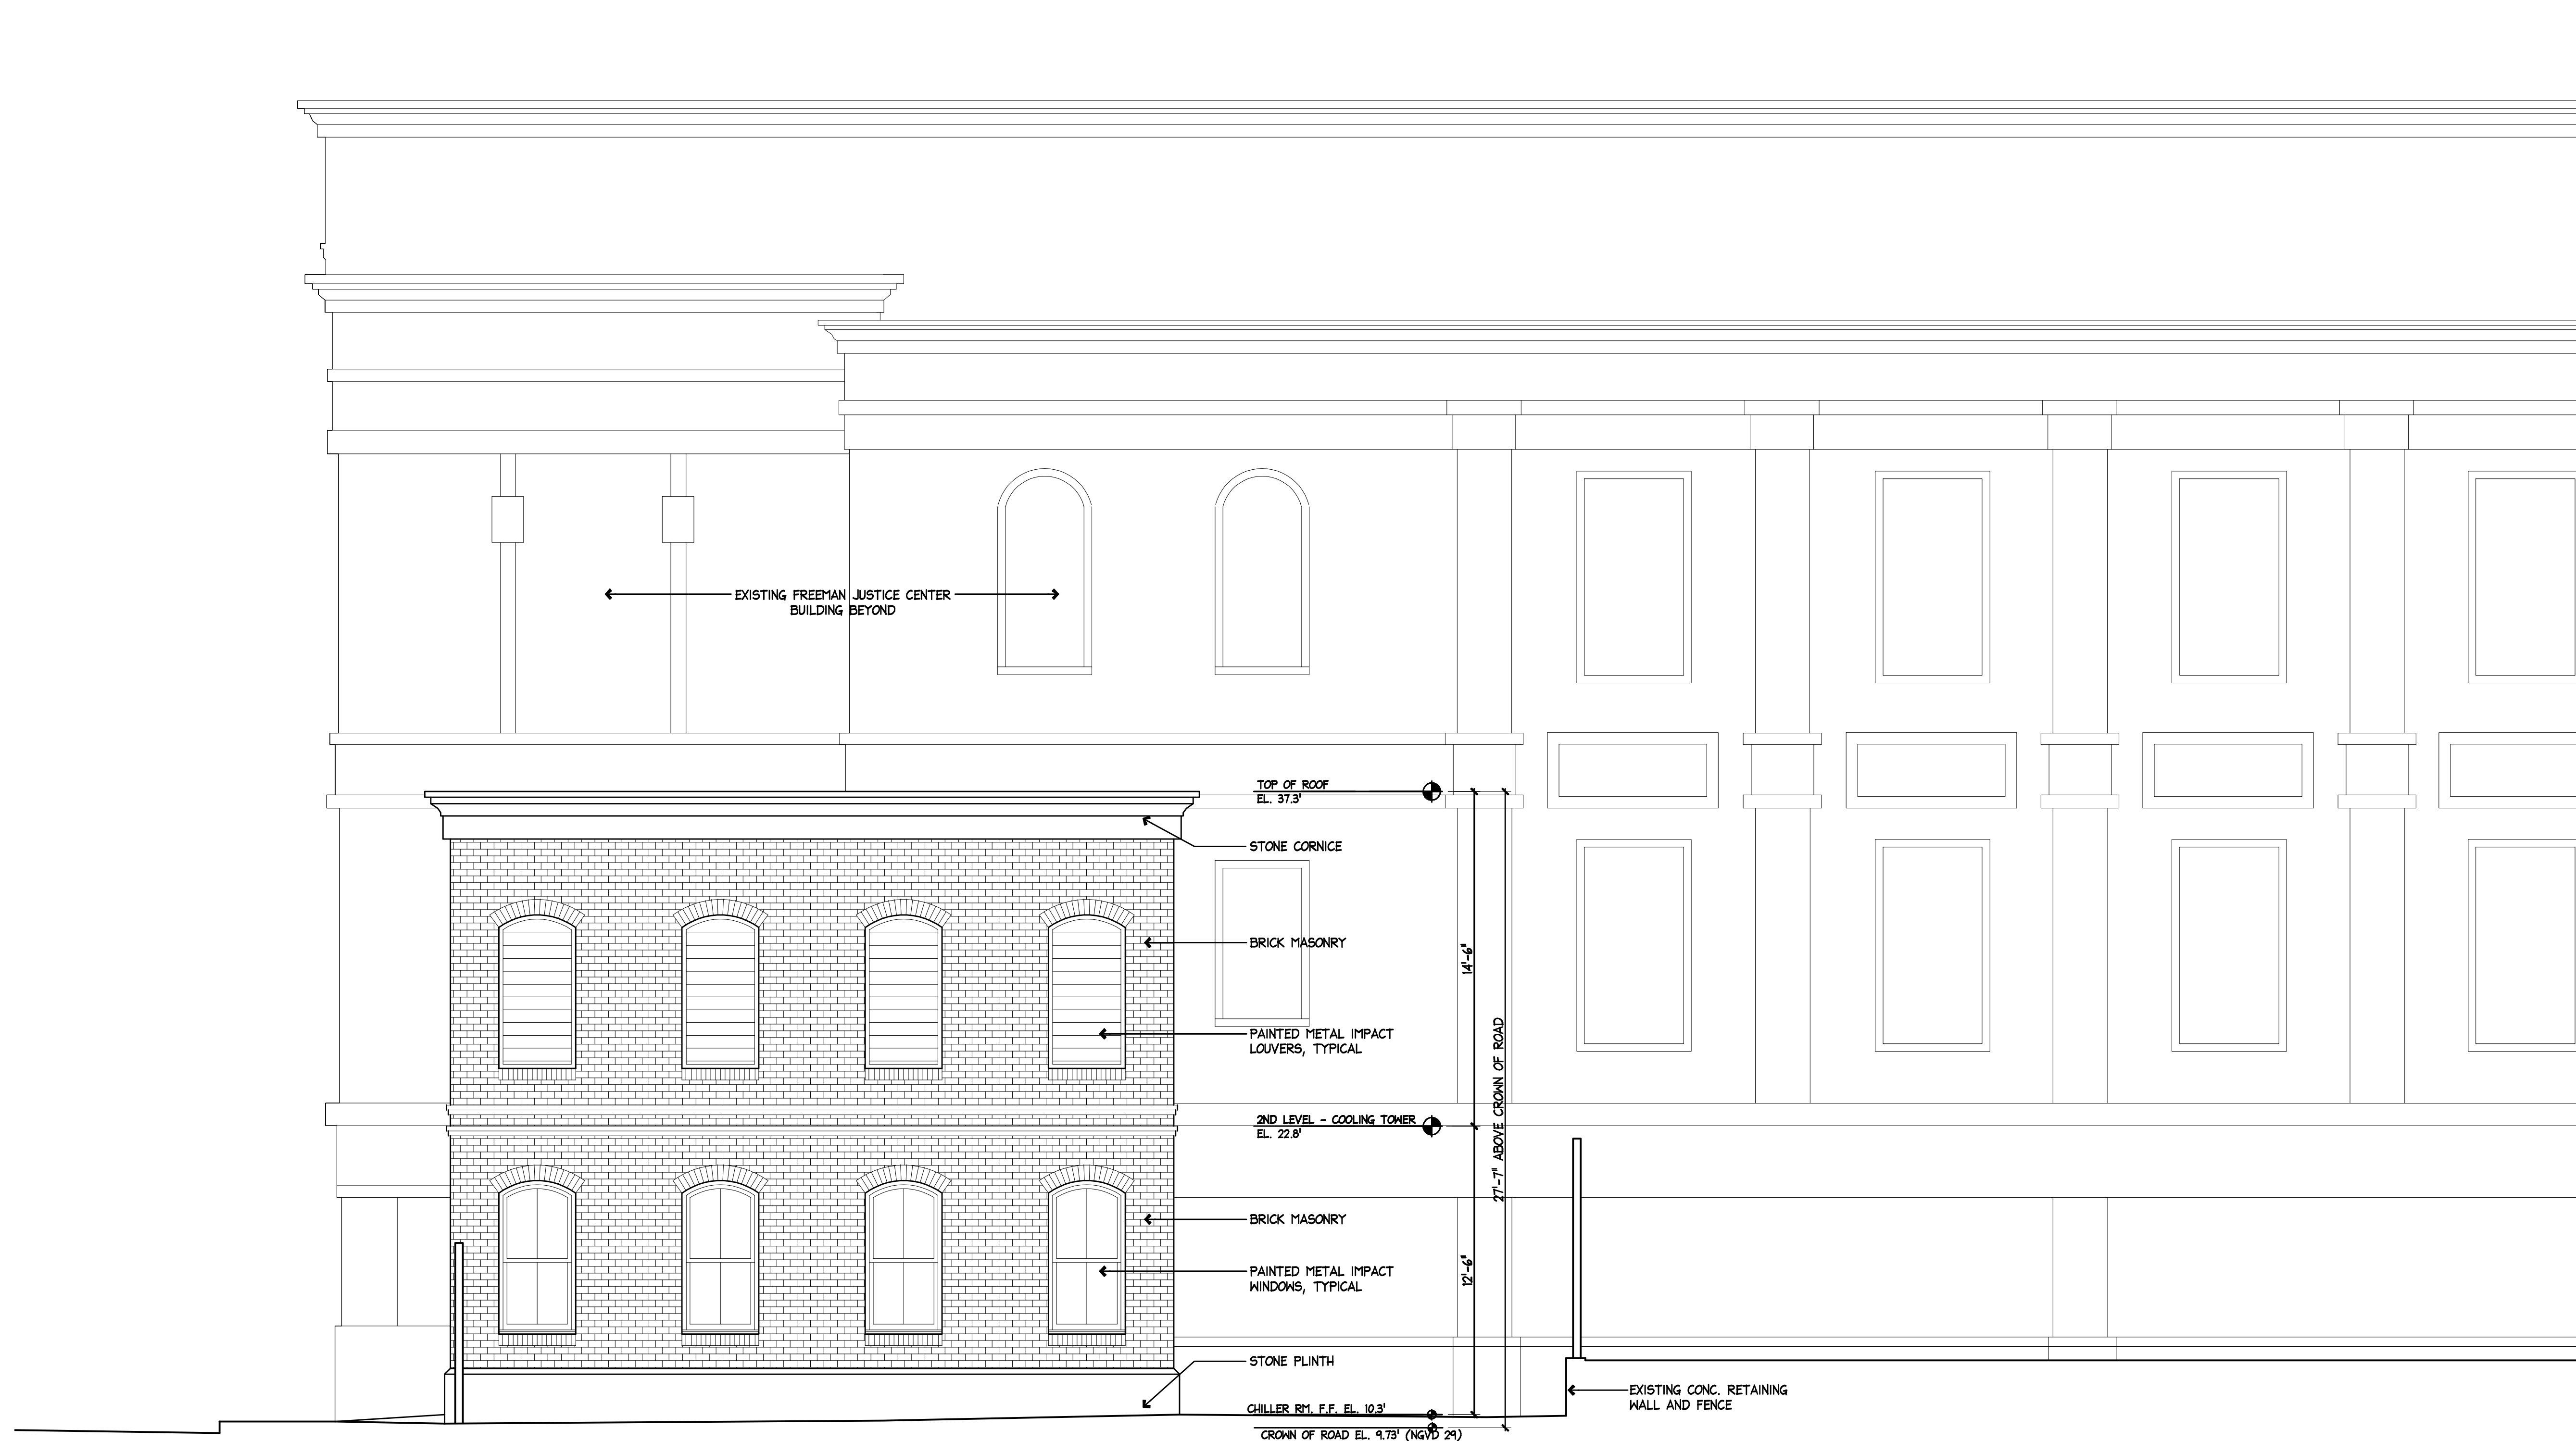 EXISTING FREEMAN JUSTICE CENTER
BUILDING BEYOND
TOP OF ROOF
EL. 37.3'
STONE CORNICE
BRICK MASONRY
14'-6"
PAINTED METAL IMPACT
LOUVERS, TYPICAL
27'-7" ABOVE CROWN OF ROAD
2ND LEVEL - COOLING TOWER
EL. 22.8'
BRICK MASONRY
12'-6"
PAINTED METAL IMPACT
WINDOWS, TYPICAL
STONE PLINTH
EXISTING CONC. RETAINING
WALL AND FENCE
CHILLER RM. F.F. EL. 10.3'
CROWN OF ROAD EL. 9.73' (NGVD 29)